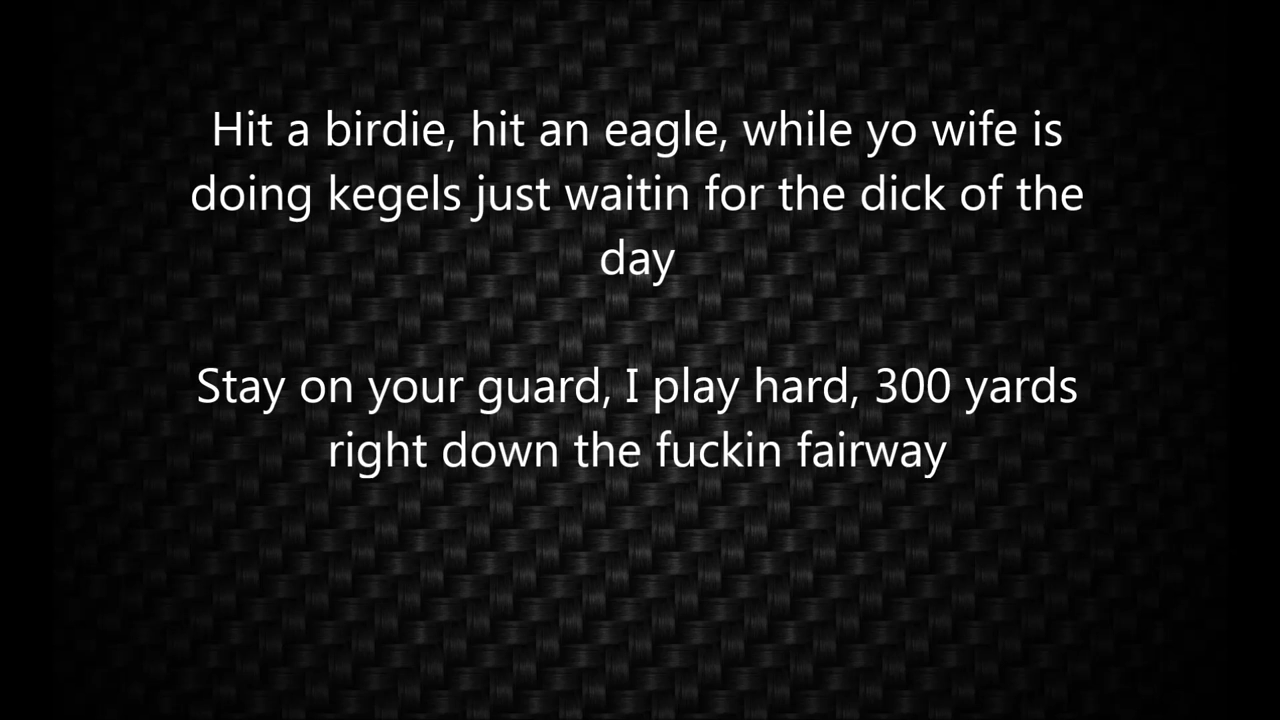 Hit a birdie, hit an eagle, while yo wife is
doing kegels just waitin for the dick of the
day
Stay on your guard, I play hard, 300 yards
right down the fuckin fairway